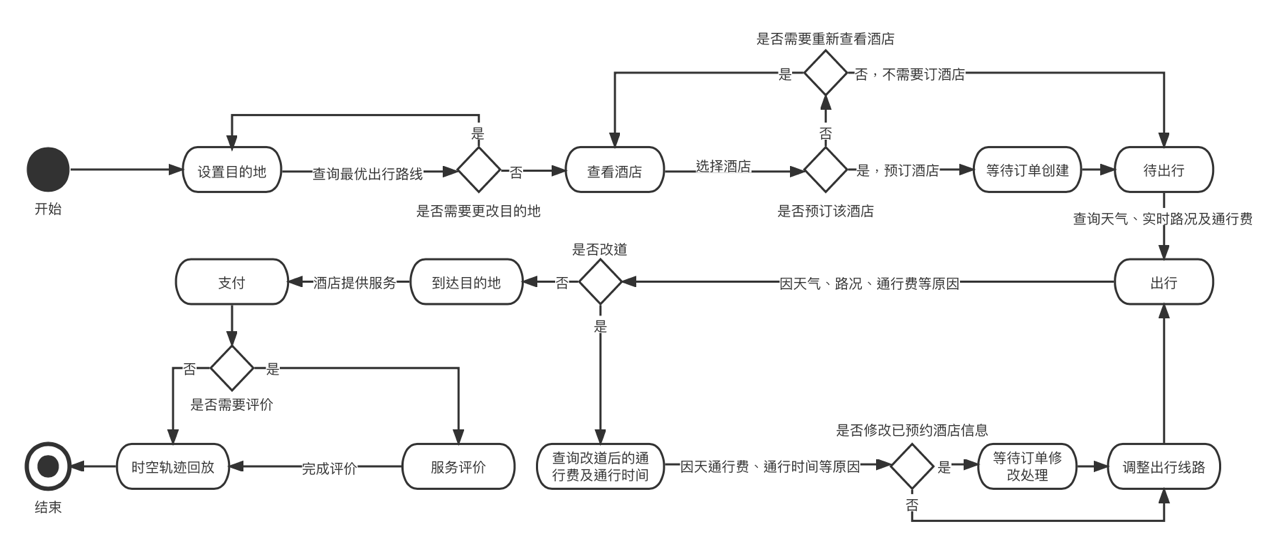 是否需要重新查看酒店
是
否，不需要订酒店
是
否
开始
设置目的地
查询最优出行路线
否
查看酒店
选择酒店
是，预订酒店
等待订单创建
待出行
是否需要更改目的地
是否预订该酒店
查询天气、实时路况及通行费
是否改道
支付
酒店提供服务
到达目的地
否
因天气、路况、通行费等原因
出行
是
否
是
是否需要评价
是否修改已预约酒店信息
时空轨迹回放
完成评价
服务评价
查询改道后的通
行费及通行时间
因天通行费、通行时间等原因
是
等待订单修
改处理
调整出行线路
否
结束